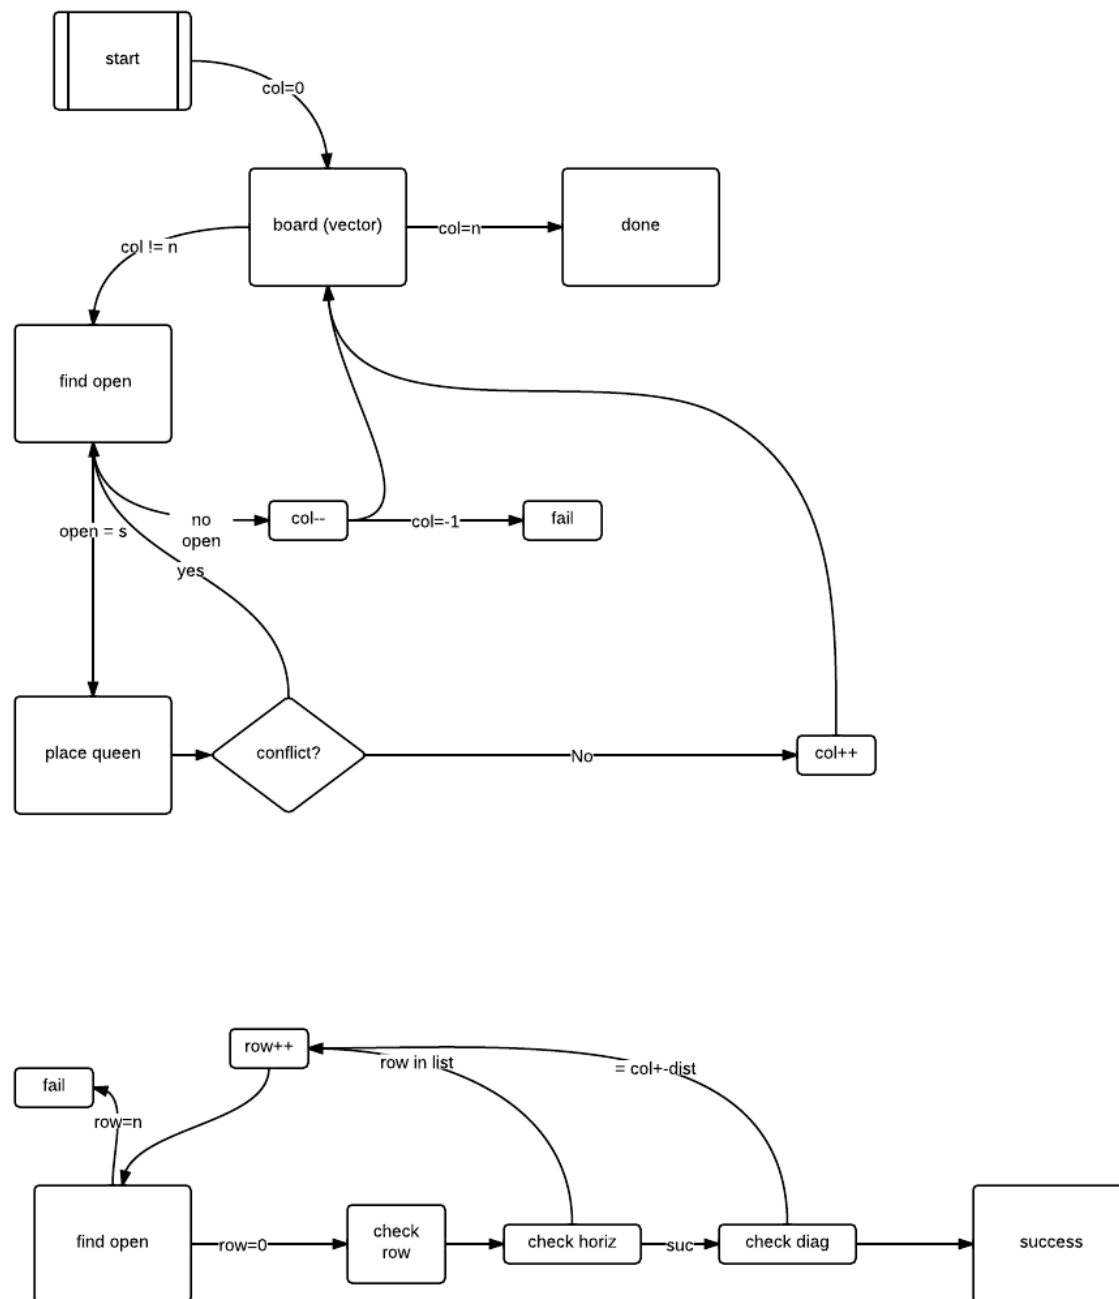 start
col=0
board (vector)
col=n
done
col != n
find open
no
open
col--
col=-1
fail
open = s
yes
place queen
conflict?
No
col++
row++
row in list
= col+-dist
fail
row=n
find open
row=0
check
row
check horiz
suc
check diag
success